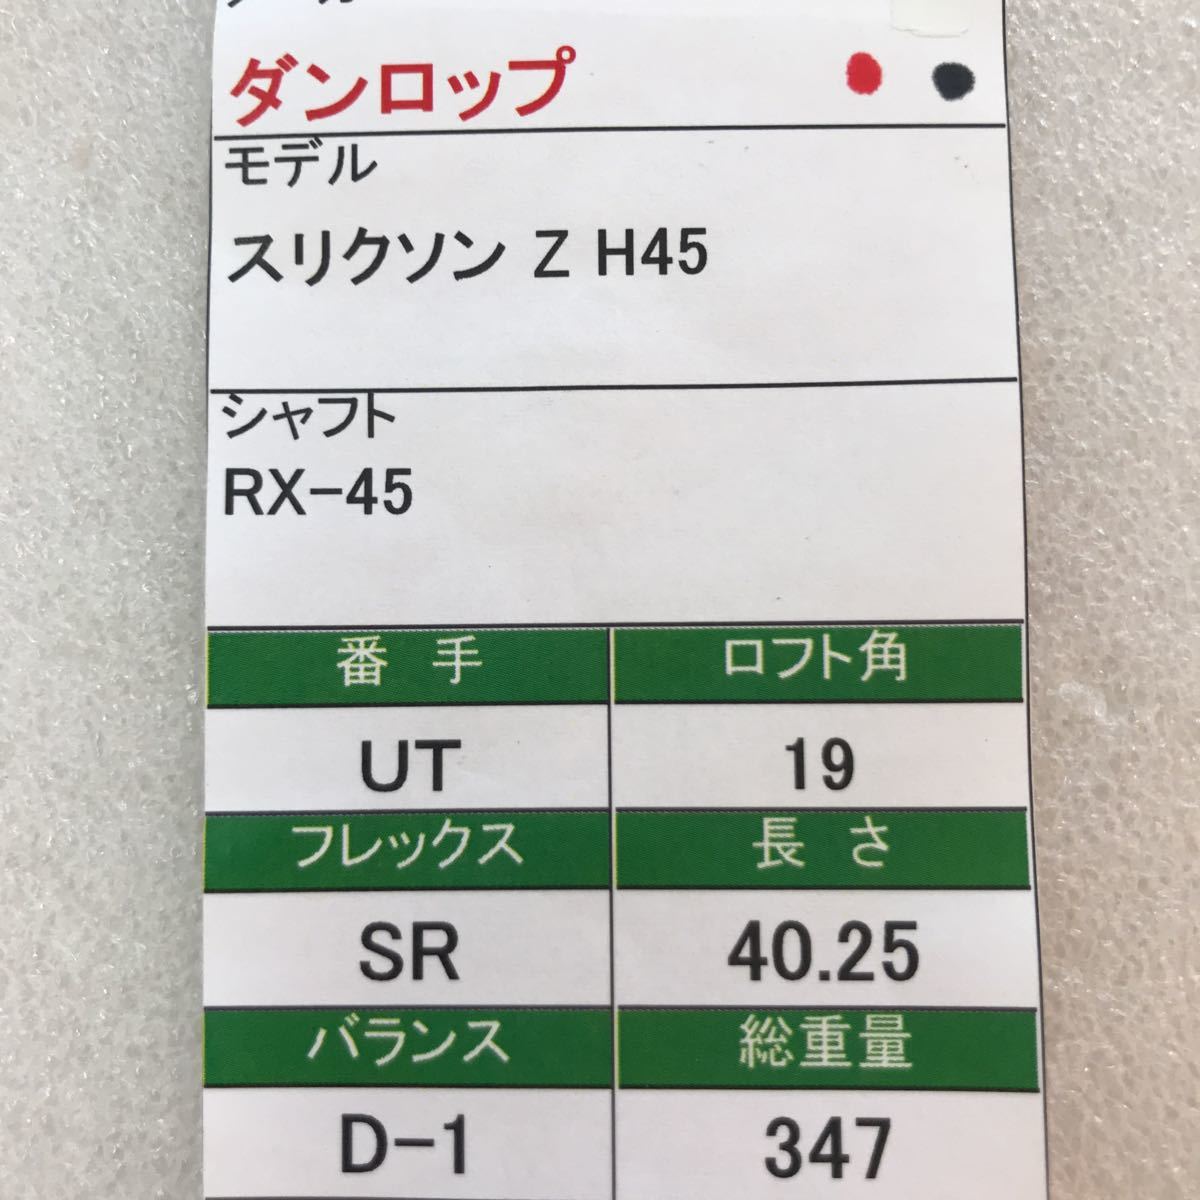 ダンロップ
モデル
スリクソン Z H45
シャフト
RX-45
番 手 ロフト角
UT 19
フレックス 長 さ
SR 40.25
バランス 総重量
D-1 347